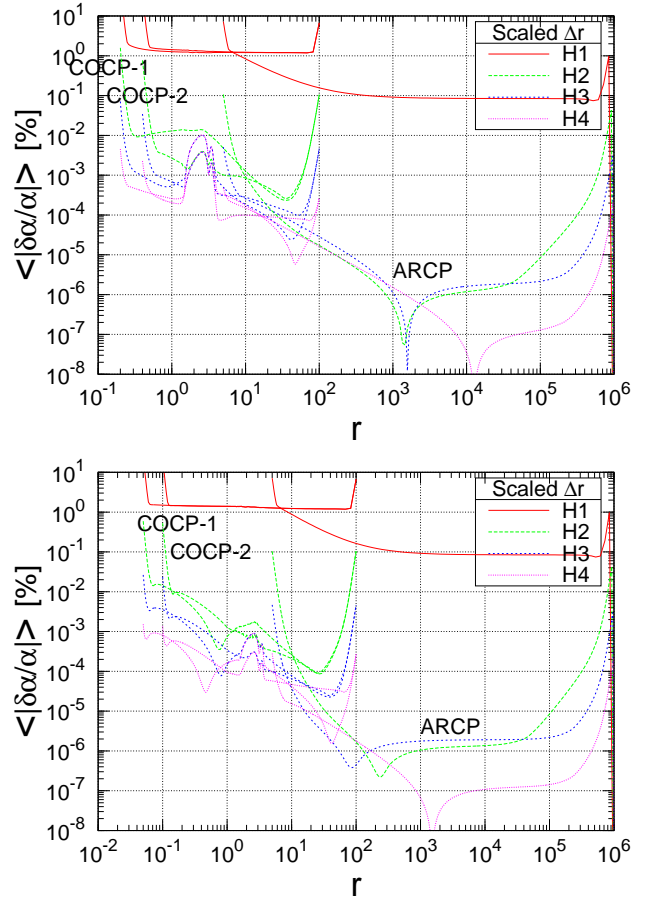 10^1
10^0
10^-1
10^-2
10^-3
10^-4
10^-5
10^-6
10^-7
10^-8
<|δα/α|> [%]
COCP-1
COCP-2
ARCP
Scaled Δr
H1
H2
H3
H4
10^-1 10^0 10^1 10^2 10^3 10^4 10^5 10^6
r
10^1
10^0
10^-1
10^-2
10^-3
10^-4
10^-5
10^-6
10^-7
10^-8
<|δα/α|> [%]
COCP-1
COCP-2
ARCP
Scaled Δr
H1
H2
H3
H4
10^-2 10^-1 10^0 10^1 10^2 10^3 10^4 10^5 10^6
r